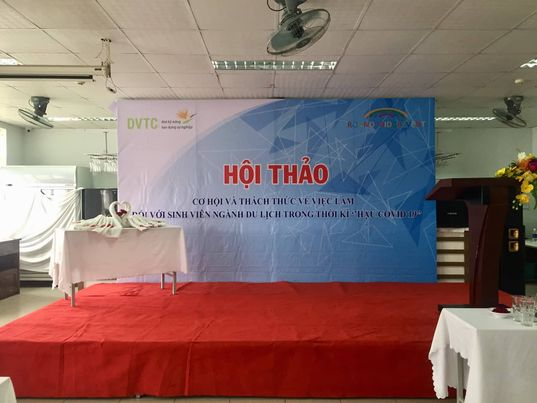 DVTC
HỘI THẢO
CƠ HỘI VÀ THÁCH THỨC VỀ VIỆC LÀM
ĐỐI VỚI SINH VIÊN NGÀNH DU LỊCH TRONG THỜI KÌ "HẬU COVID 19"